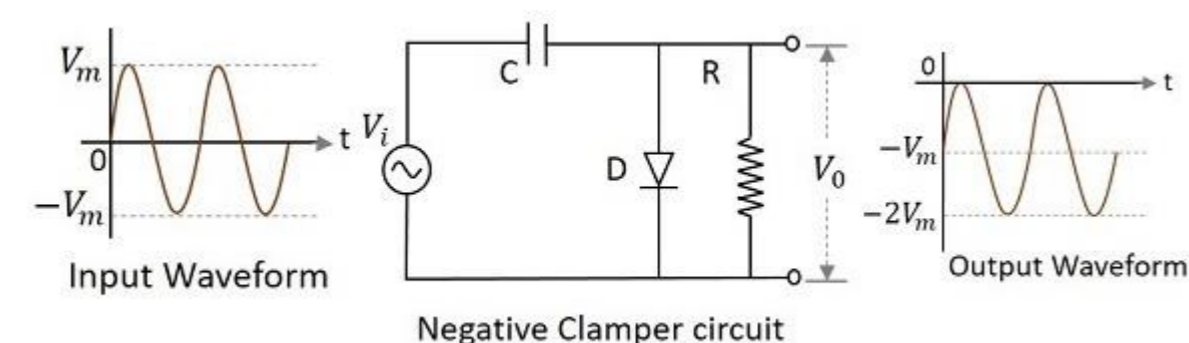 V_m
0
−V_m
t
Input Waveform
V_i
C
D
R
V_0
Negative Clamper circuit
0
t
−V_m
−2V_m
Output Waveform